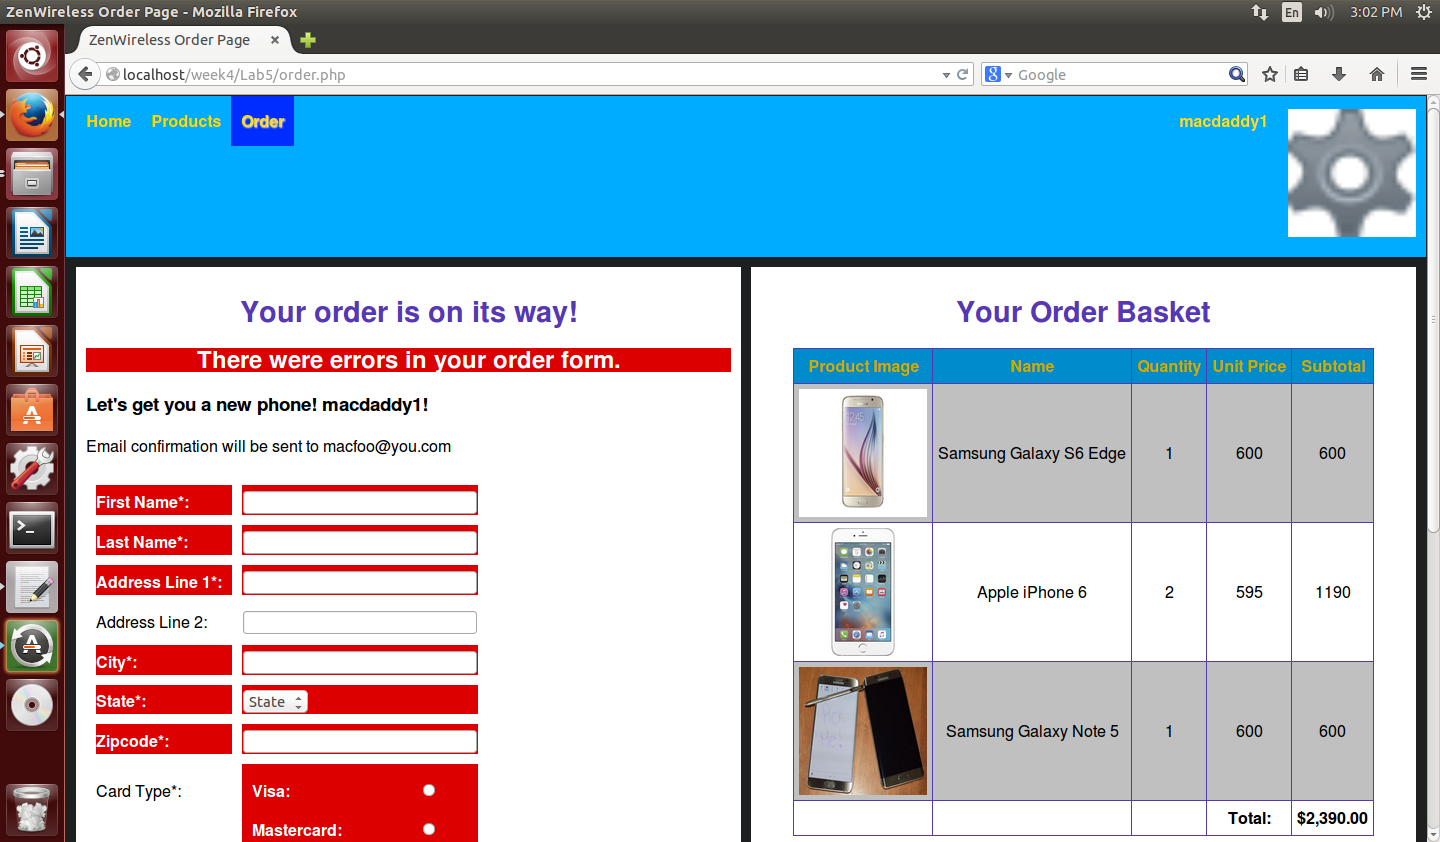 ZenWireless Order Page - Mozilla Firefox
En
3:02 PM
ZenWireless Order Page
localhost/week4/Lab5/order.php
Google
Home
Products
Order
macdaddy1
Your order is on its way!
There were errors in your order form.
Let's get you a new phone! macdaddy1!
Email confirmation will be sent to macfoo@you.com
First Name*:
Last Name*:
Address Line 1*:
Address Line 2:
City*:
State*: State
Zipcode*:
Card Type*: Visa:
Mastercard:
Your Order Basket
Product Image Name Quantity Unit Price Subtotal
Samsung Galaxy S6 Edge 1 600 600
Apple iPhone 6 2 595 1190
Samsung Galaxy Note 5 1 600 600
Total: $2,390.00